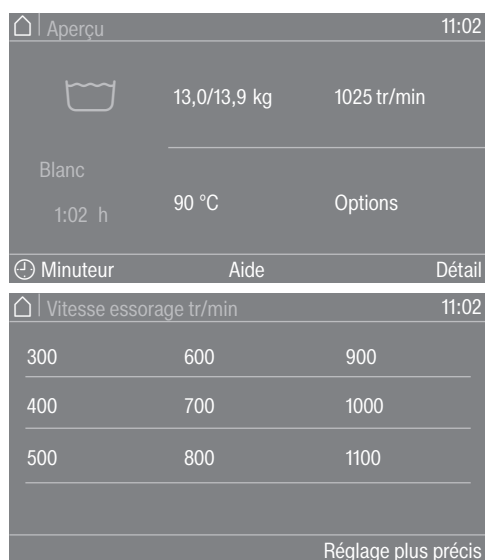 Aperçu 11:02
13,0/13,9 kg 1025 tr/min
Blanc
1:02 h
90 °C Options
Minuteur Aide Détail
Vitesse essorage tr/min 11:02
300 600 900
400 700 1000
500 800 1100
Réglage plus précis